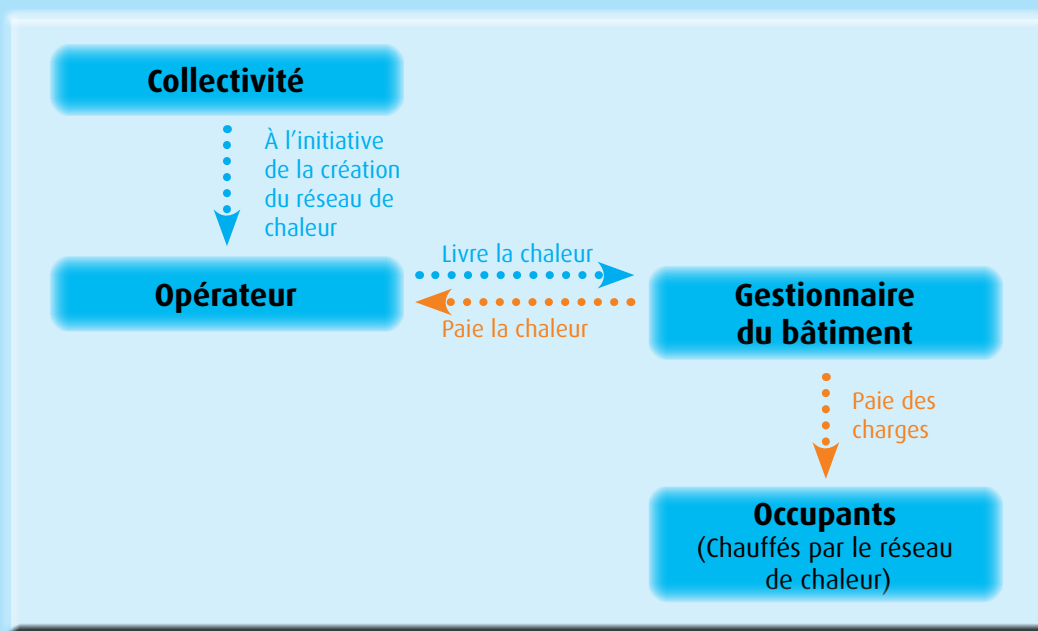 Collectivité
À l'initiative
de la création
du réseau de
chaleur
Opérateur
Livre la chaleur
Paie la chaleur
Gestionnaire
du bâtiment
Paie des
charges
Occupants
(Chauffés par le réseau
de chaleur)